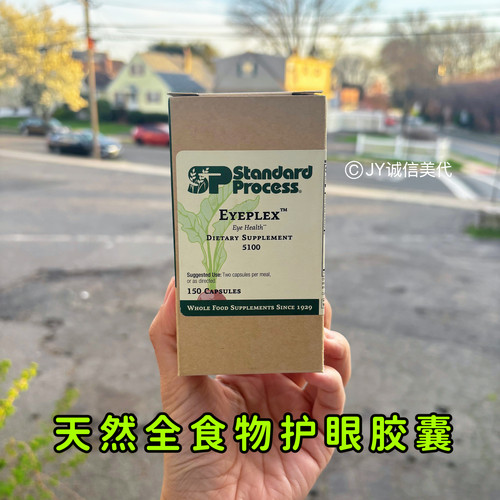 SP Standard
Process®
EYEPLEX™
Eye Health™
DIETARY SUPPLEMENT
5100
Suggested Use: Two capsules per meal,
or as directed.
150 CAPSULES
WHOLE FOOD SUPPLEMENTS SINCE 1929
ⒸJY诚信美代
天然全食物护眼胶囊